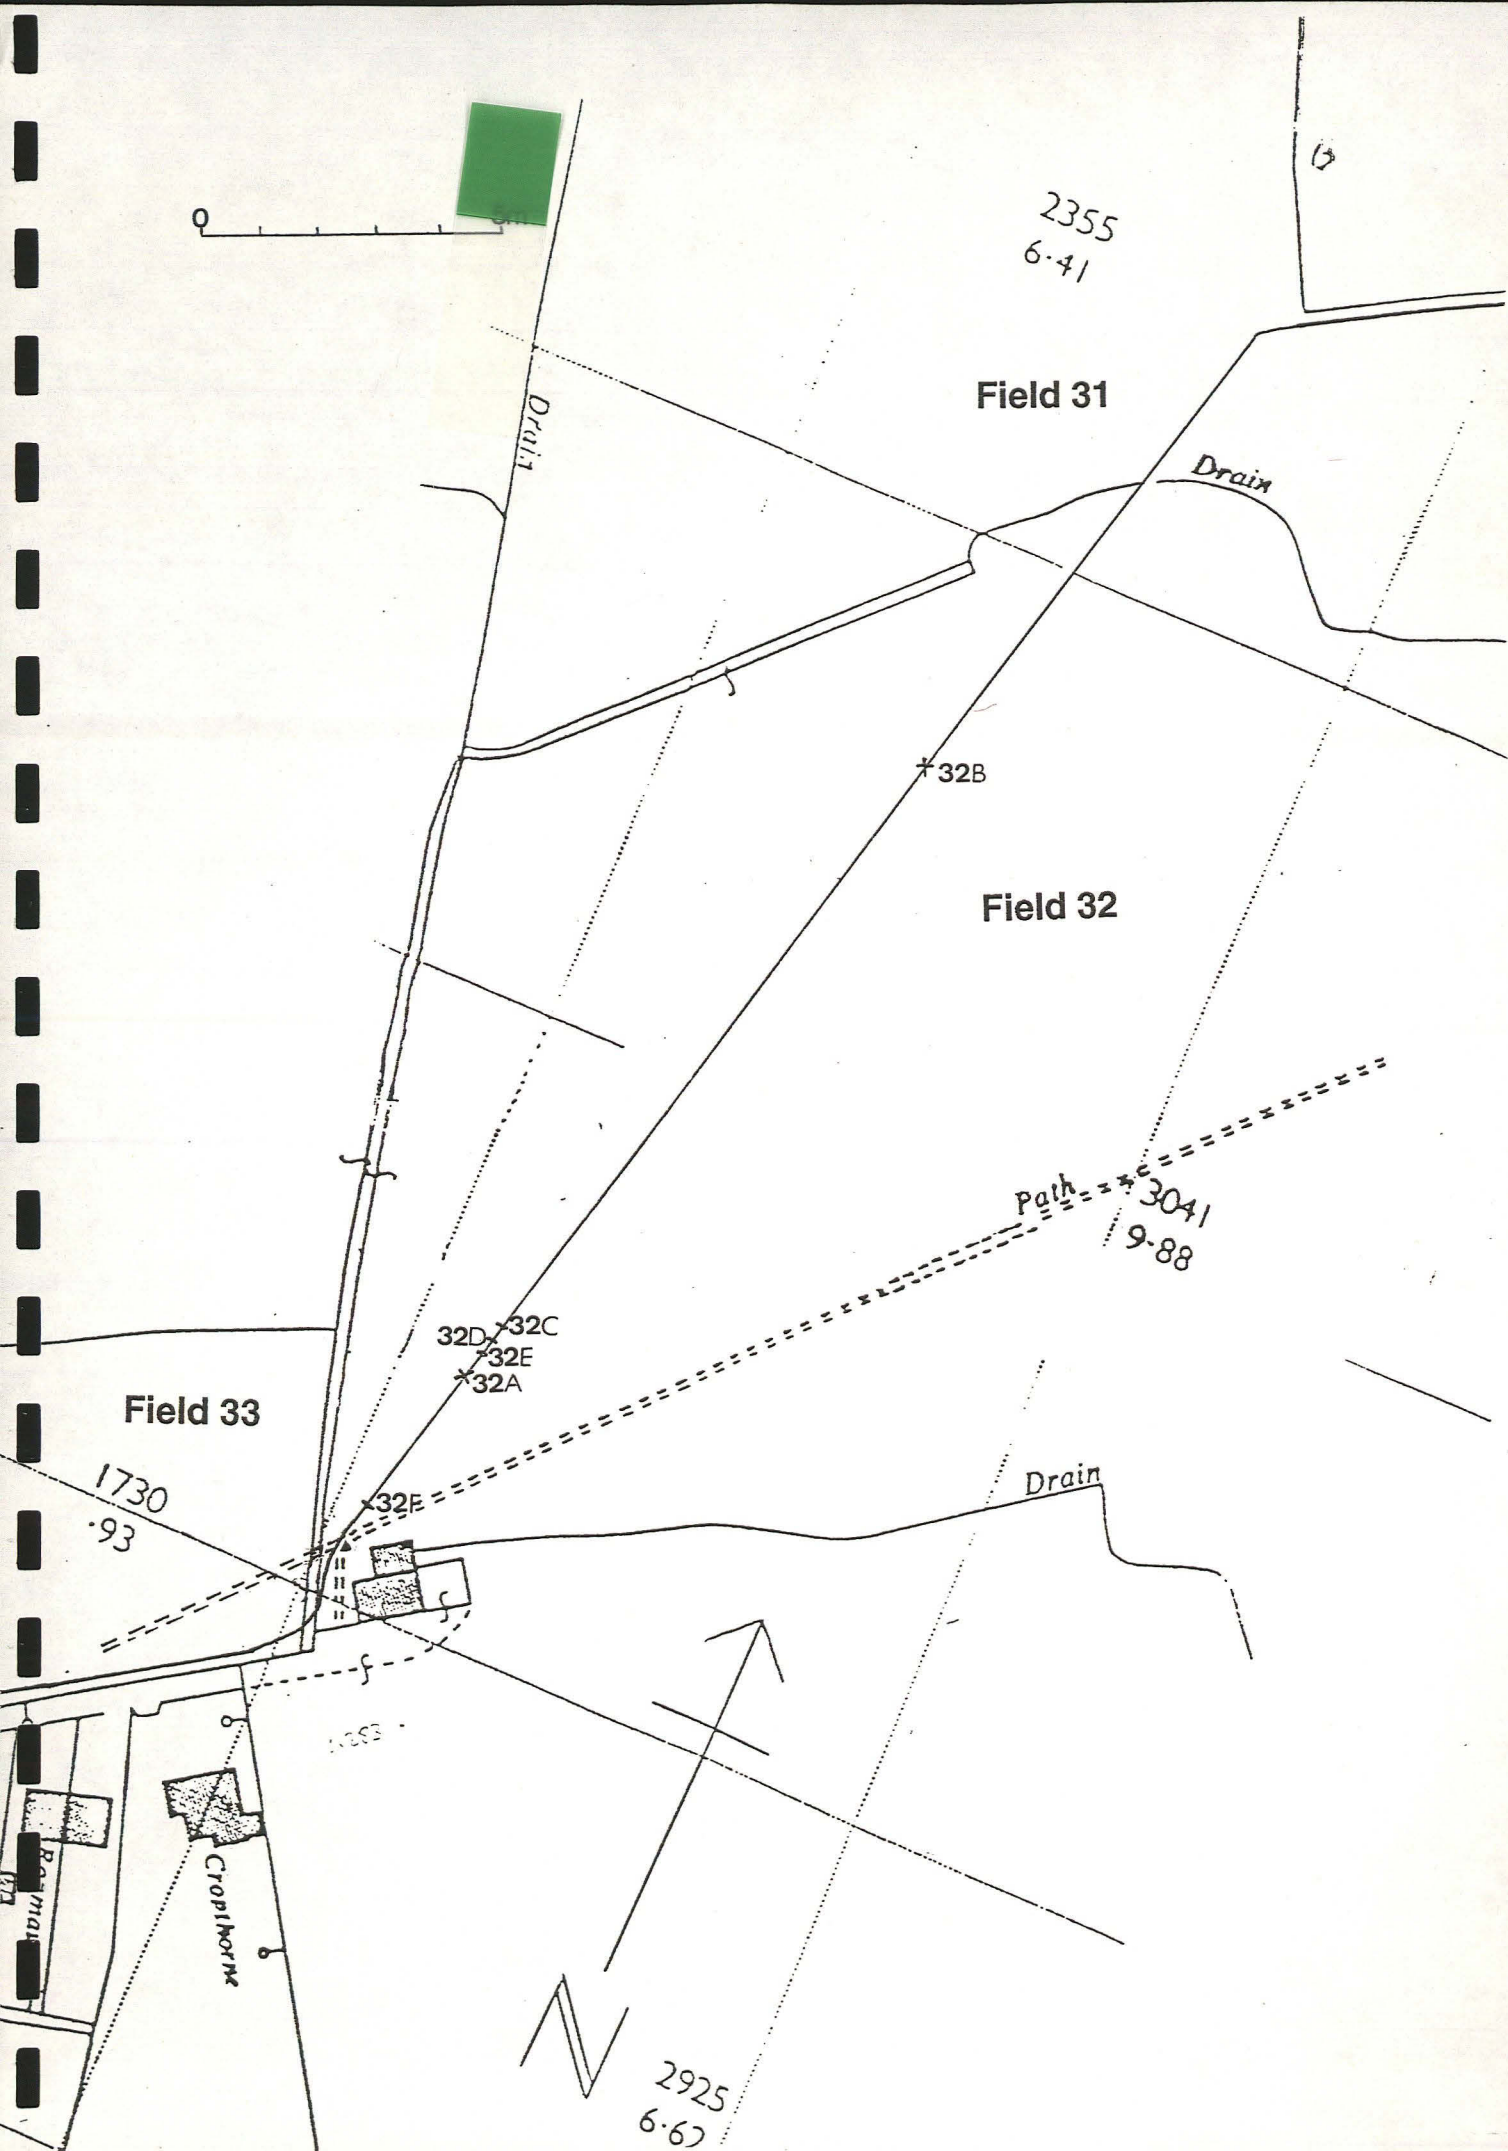 0
2355
6·41
Field 31
Drain
Drain
32B
Field 32
Path
3041
9·88
32C
32D
32E
32A
Field 33
1730
·93
32F
Drain
Cropthorne
N
2925